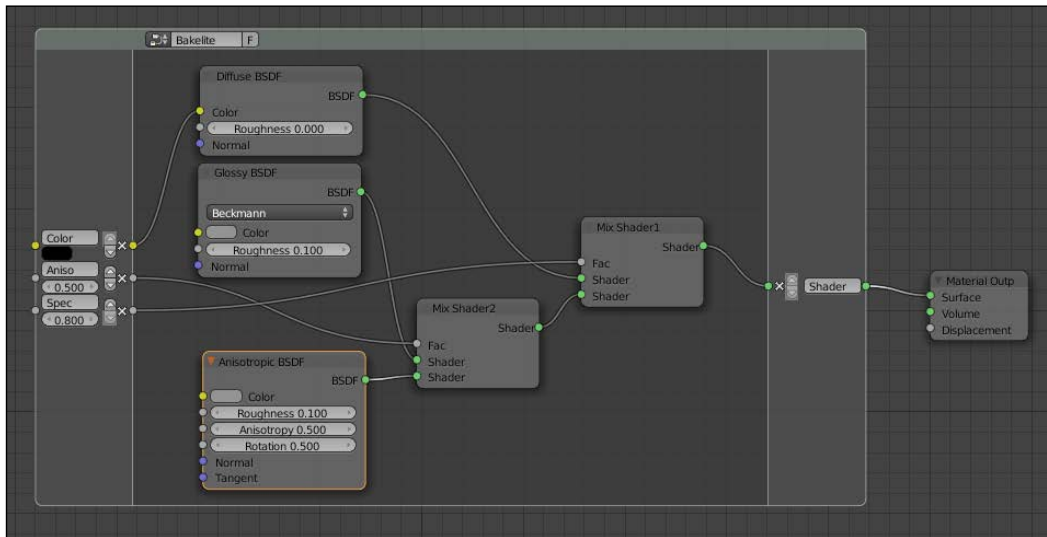 Bakelite F
Diffuse BSDF
BSDF
Color
Roughness 0.000
Normal
Glossy BSDF
BSDF
Beckmann
Color
Roughness 0.100
Normal
Color
Aniso
0.500
Spec
0.800
Anisotropic BSDF
BSDF
Color
Roughness 0.100
Anisotropy 0.500
Rotation 0.500
Normal
Tangent
Mix Shader2
Shader
Fac
Shader
Shader
Mix Shader1
Shader
Fac
Shader
Shader
Shader
Material Outp
Surface
Volume
Displacement